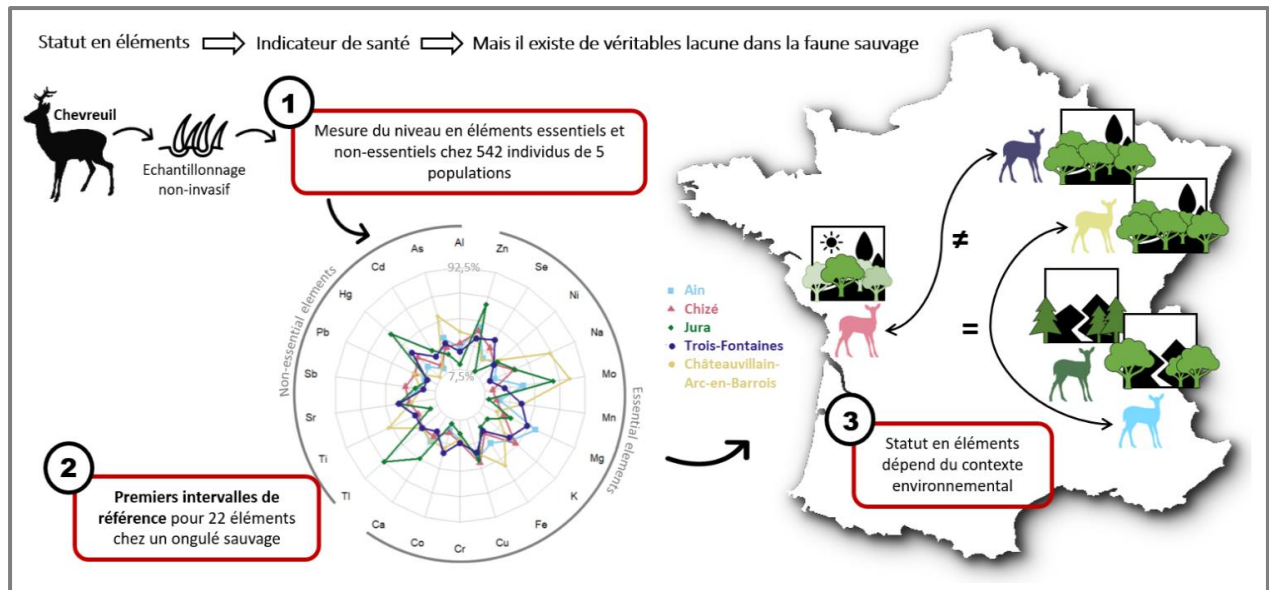 Statut en éléments
Indicateur de santé
Mais il existe de véritables lacune dans la faune sauvage
Chevreuil
Echantillonnage
non-invasif
1
Mesure du niveau en éléments essentiels et
non-essentiels chez 542 individus de 5
populations
Non-essential elements
Essential elements
92,5%
7,5%
Al
Zn
Se
Ni
Na
Mo
Mn
Mg
K
Fe
Cu
Cr
Co
Ca
Tl
Ti
Sr
Sb
Pb
Hg
Cd
As
Ain
Chizé
Jura
Trois-Fontaines
Châteauvillain-
Arc-en-Barrois
2
Premiers intervalles de
référence pour 22 éléments
chez un ongulé sauvage
≠
=
3
Statut en éléments
dépend du contexte
environnemental